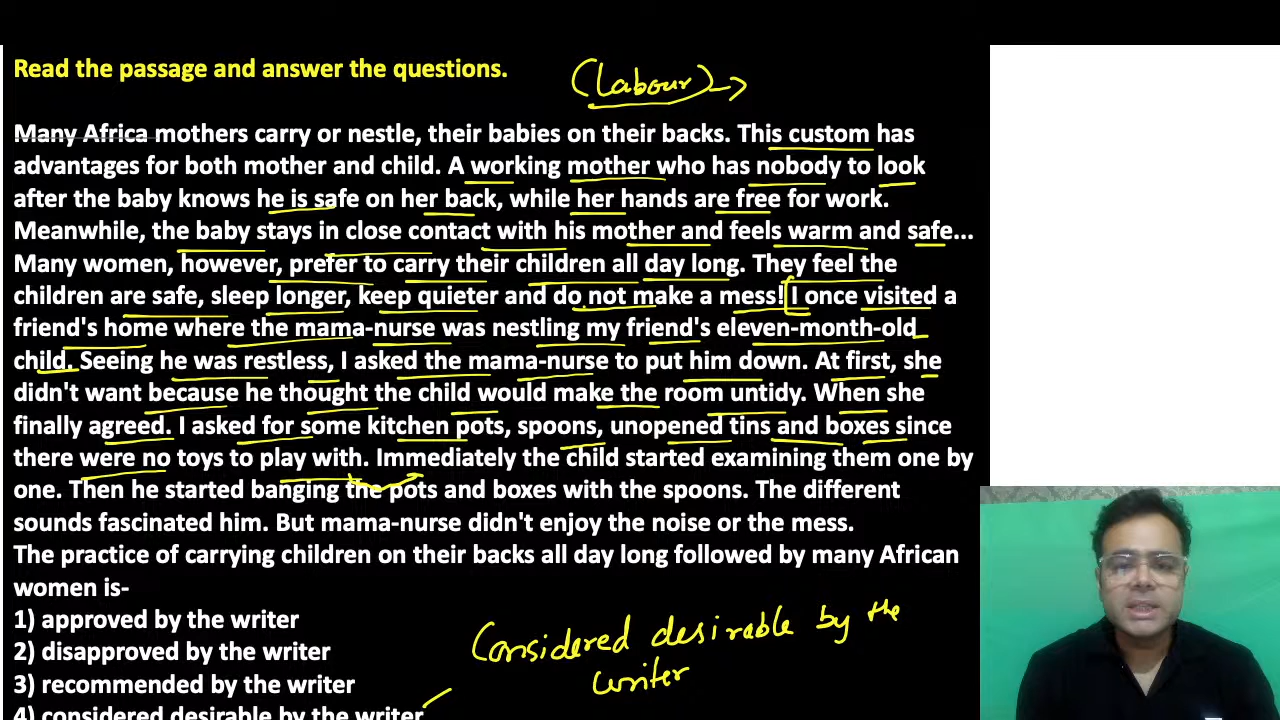 Read the passage and answer the questions.
(Labour)
Many Africa mothers carry or nestle, their babies on their backs. This custom has
advantages for both mother and child. A working mother who has nobody to look
after the baby knows he is safe on her back, while her hands are free for work.
Meanwhile, the baby stays in close contact with his mother and feels warm and safe...
Many women, however, prefer to carry their children all day long. They feel the
children are safe, sleep longer, keep quieter and do not make a mess! I once visited a
friend's home where the mama-nurse was nestling my friend's eleven-month-old
child. Seeing he was restless, I asked the mama-nurse to put him down. At first, she
didn't want because he thought the child would make the room untidy. When she
finally agreed. I asked for some kitchen pots, spoons, unopened tins and boxes since
there were no toys to play with. Immediately the child started examining them one by
one. Then he started banging the pots and boxes with the spoons. The different
sounds fascinated him. But mama-nurse didn't enjoy the noise or the mess.
The practice of carrying children on their backs all day long followed by many African
women is-
1) approved by the writer
2) disapproved by the writer
3) recommended by the writer
4) considered desirable by the writer
Considered desirable by the
writer